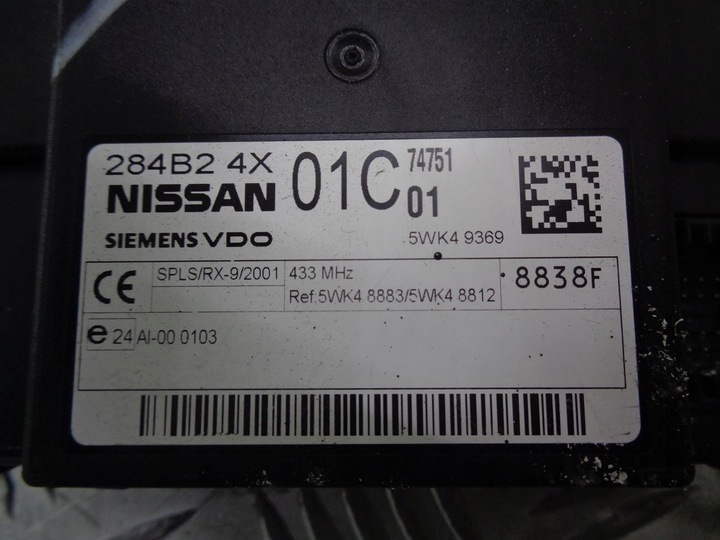 284B2 4X 01C 74751
NISSAN 01
SIEMENS VDO 5WK4 9369
CE SPLS/RX-9/2001 433 MHz 8838F
Ref:5WK4 8883/5WK4 8812
e 24 AI-00 0103